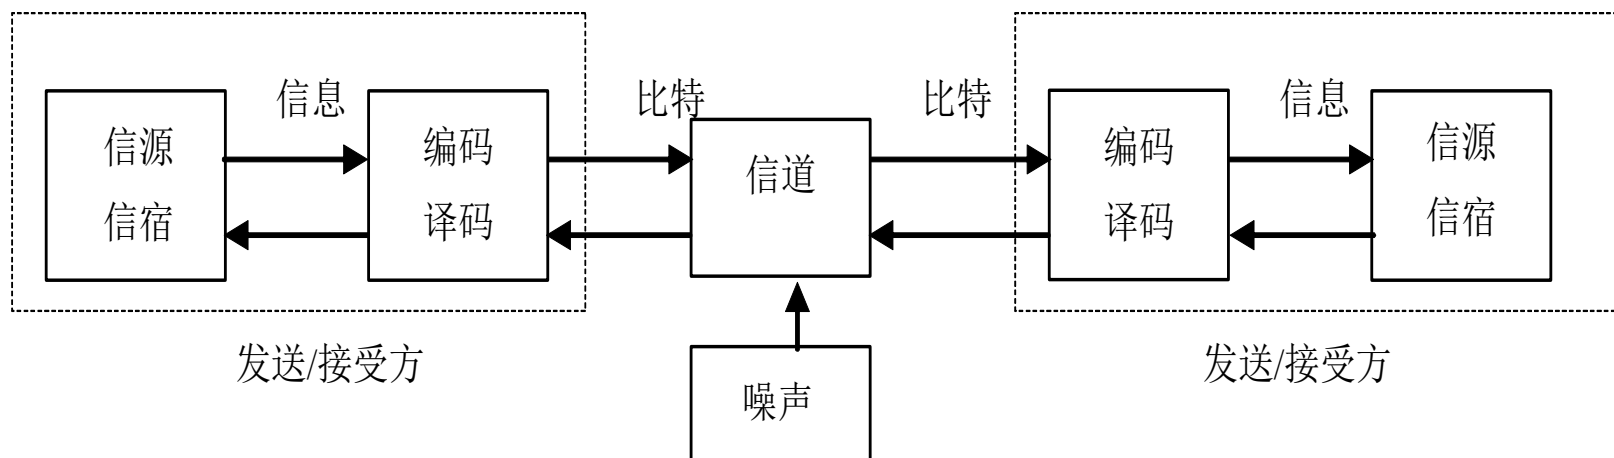 信息
比特
比特
信息
信源
信宿
编码
译码
信道
编码
译码
信源
信宿
发送/接受方
发送/接受方
噪声